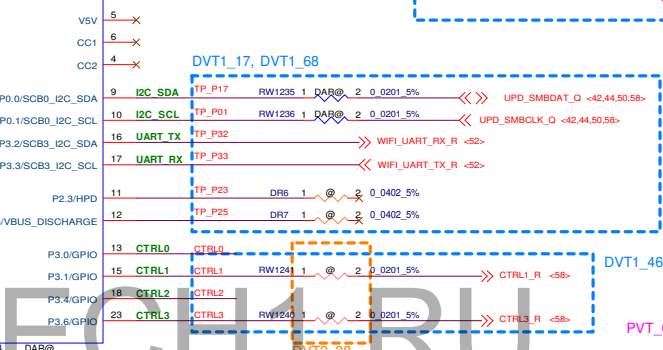 V5V 5
CC1 6
CC2 4
DVT1_17, DVT1_68
P0.0/SCB0_I2C_SDA 9 I2C_SDA TP_P17 RW1235 1 DAR@ 2 0_0201_5% UPD_SMBDAT_Q <42,44,50,58>
P0.1/SCB0_I2C_SCL 10 I2C_SCL TP_P01 RW1236 1 DAR@ 2 0_0201_5% UPD_SMBCLK_Q <42,44,50,58>
P3.2/SCB3_I2C_SDA 16 UART_TX TP_P32 WIFI_UART_TX_R <52>
P3.3/SCB3_I2C_SCL 17 UART_RX TP_P33 WIFI_UART_RX_R <52>
P2.3/HPD 11 TP_P23 DR6 1 @ 2 0_0402_5%
/VBUS_DISCHARGE 12 TP_P25 DR7 1 @ 2 0_0402_5%
P3.0/GPIO 13 CTRL0 CTRL0
DVT1_46
P3.1/GPIO 15 CTRL1 CTRL1 RW1241 1 @ 2 0_0201_5% CTRL1_R <58>
P3.4/GPIO 18 CTRL2 CTRL2
P3.6/GPIO 23 CTRL3 CTRL3 RW1240 1 @ 2 0_0201_5% CTRL3_R <58>
ECH1.RU
DAR@